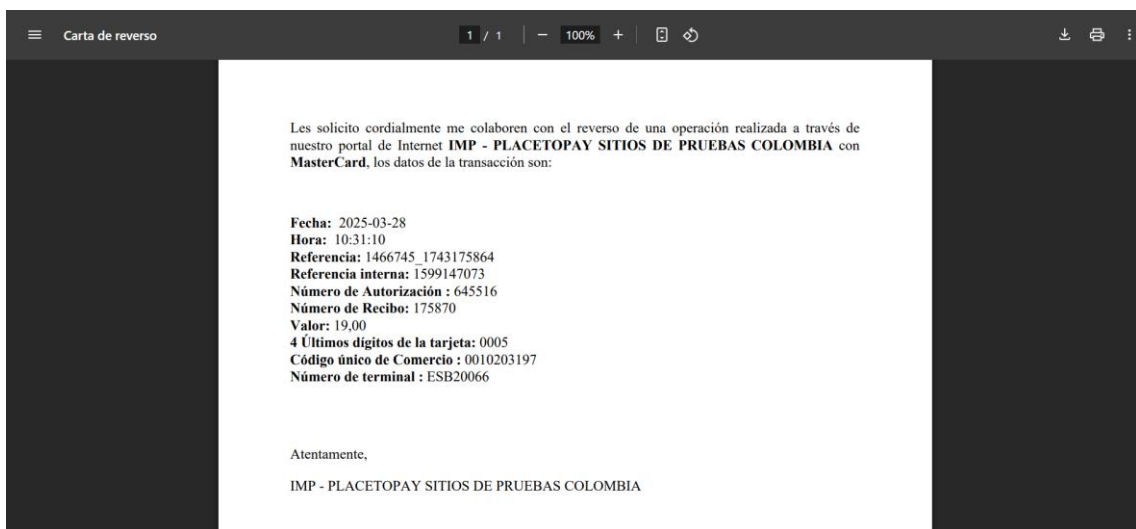 Carta de reverso
1 / 1
100%
Les solicito cordialmente me colaboren con el reverso de una operación realizada a través de
nuestro portal de Internet IMP - PLACETOPAY SITIOS DE PRUEBAS COLOMBIA con
MasterCard, los datos de la transacción son:
Fecha: 2025-03-28
Hora: 10:31:10
Referencia: 1466745_1743175864
Referencia interna: 1599147073
Número de Autorización : 645516
Número de Recibo: 175870
Valor: 19,00
4 Últimos dígitos de la tarjeta: 0005
Código único de Comercio : 0010203197
Número de terminal : ESB20066
Atentamente,
IMP - PLACETOPAY SITIOS DE PRUEBAS COLOMBIA